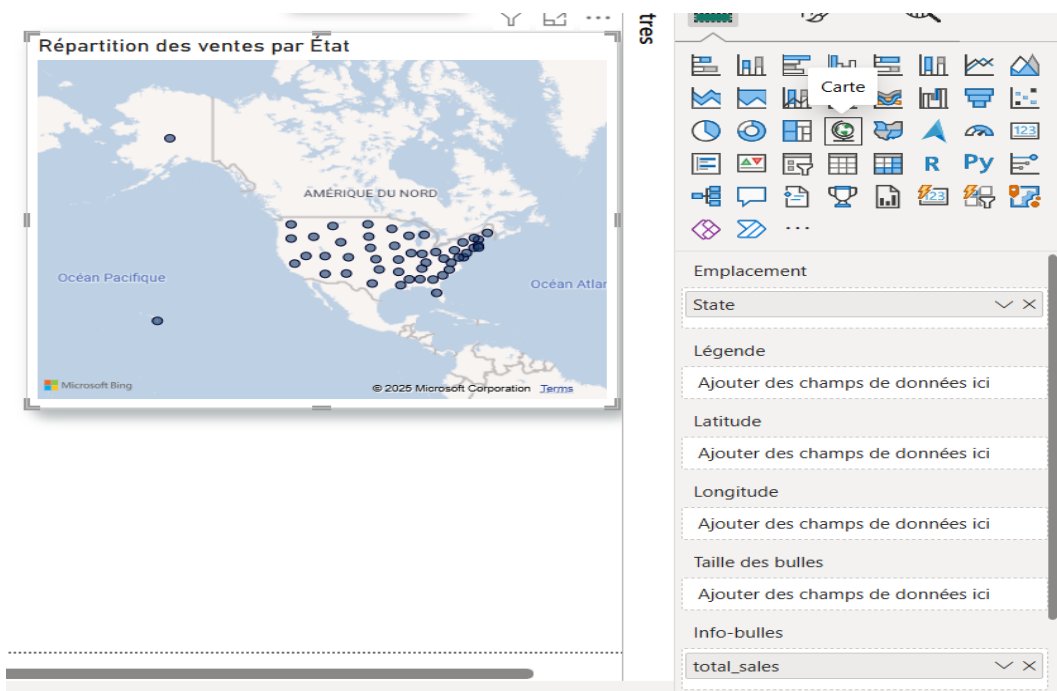 Répartition des ventes par État
AMÉRIQUE DU NORD
Océan Pacifique
Océan Atlan
Microsoft Bing
© 2025 Microsoft Corporation Terms
tres
Carte
123
R Py
123
Emplacement
State
Légende
Ajouter des champs de données ici
Latitude
Ajouter des champs de données ici
Longitude
Ajouter des champs de données ici
Taille des bulles
Ajouter des champs de données ici
Info-bulles
total_sales